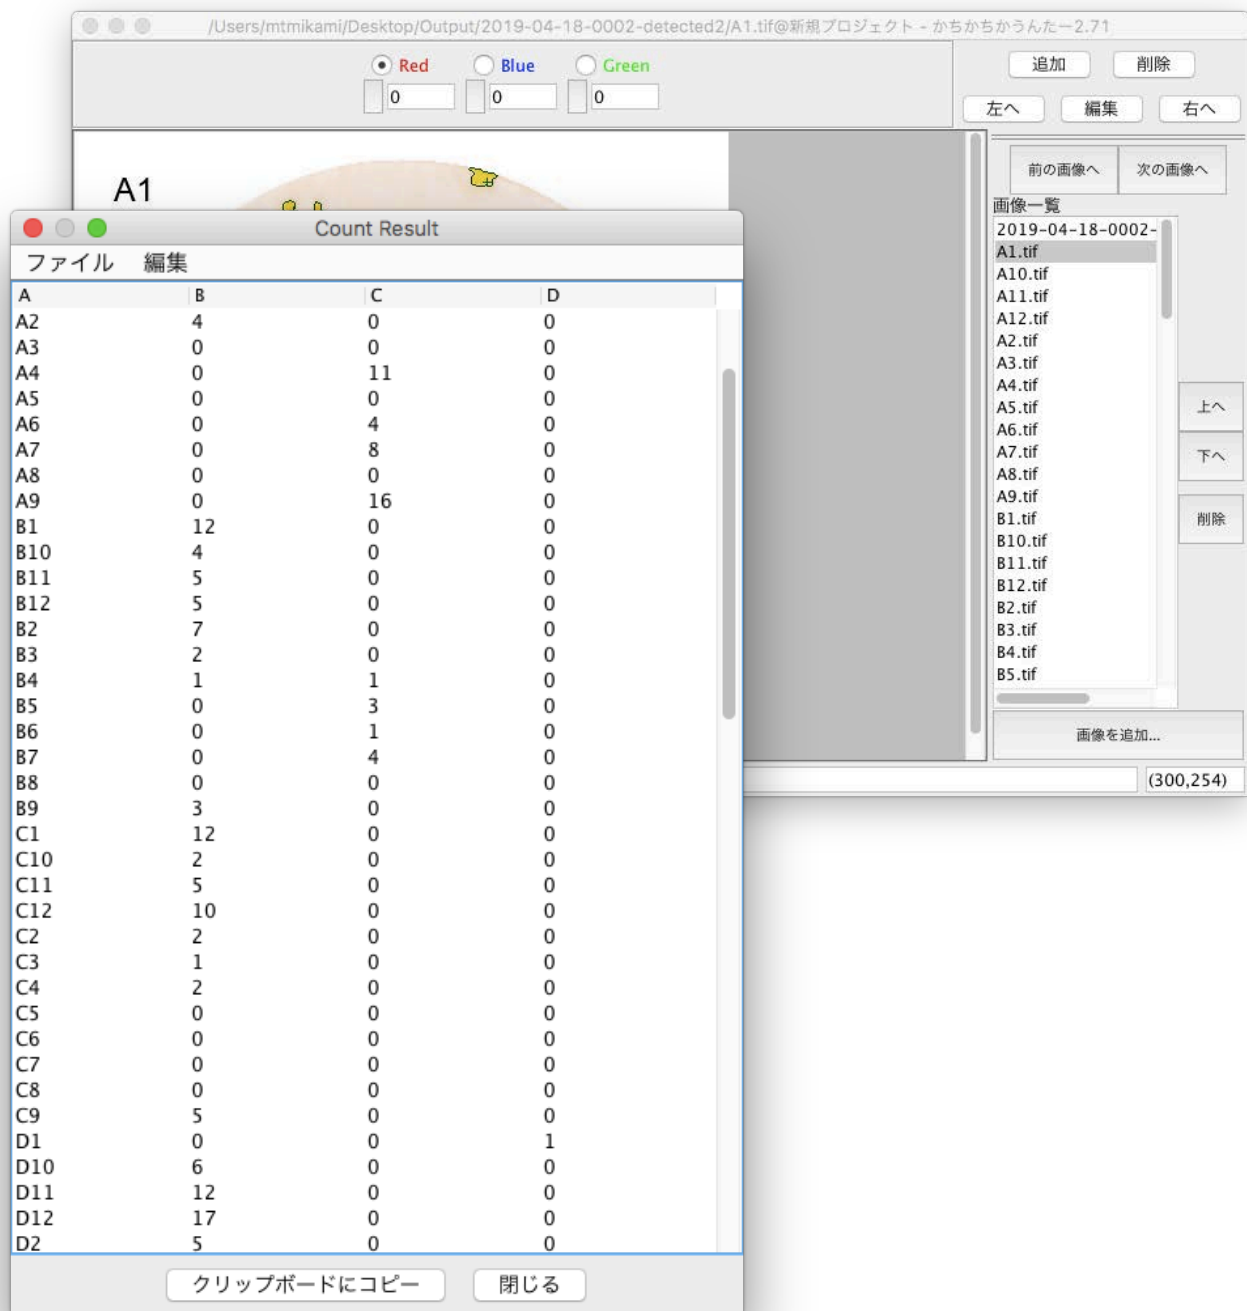 /Users/mtmikami/Desktop/Output/2019-04-18-0002-detected2/A1.tif@新規プロジェクト - かちかちかうんたー2.71
Red Blue Green
0 0 0
追加 削除
左へ 編集 右へ
A1
前の画像へ 次の画像へ
画像一覧
2019-04-18-0002-
A1.tif
A10.tif
A11.tif
A12.tif
A2.tif
A3.tif
A4.tif
A5.tif
A6.tif
A7.tif
A8.tif
A9.tif
B1.tif
B10.tif
B11.tif
B12.tif
B2.tif
B3.tif
B4.tif
B5.tif
上へ
下へ
削除
画像を追加...
(300,254)
Count Result
ファイル 編集
A B C D
A2 4 0 0
A3 0 0 0
A4 0 11 0
A5 0 0 0
A6 0 4 0
A7 0 8 0
A8 0 0 0
A9 0 16 0
B1 12 0 0
B10 4 0 0
B11 5 0 0
B12 5 0 0
B2 7 0 0
B3 2 0 0
B4 1 1 0
B5 0 3 0
B6 0 1 0
B7 0 4 0
B8 0 0 0
B9 3 0 0
C1 12 0 0
C10 2 0 0
C11 5 0 0
C12 10 0 0
C2 2 0 0
C3 1 0 0
C4 2 0 0
C5 0 0 0
C6 0 0 0
C7 0 0 0
C8 0 0 0
C9 5 0 0
D1 0 0 1
D10 6 0 0
D11 12 0 0
D12 17 0 0
D2 5 0 0
クリップボードにコピー 閉じる